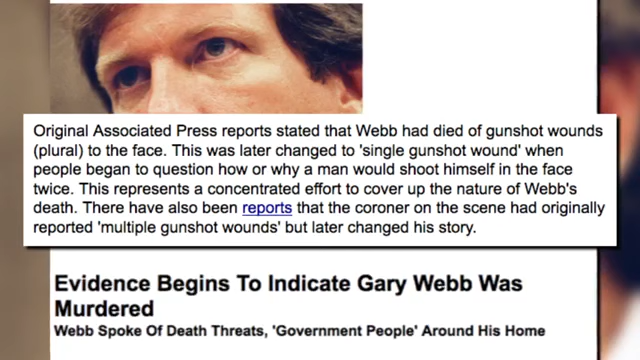 Original Associated Press reports stated that Webb had died of gunshot wounds
(plural) to the face. This was later changed to 'single gunshot wound' when
people began to question how or why a man would shoot himself in the face
twice. This represents a concentrated effort to cover up the nature of Webb's
death. There have also been reports that the coroner on the scene had originally
reported 'multiple gunshot wounds' but later changed his story.
Evidence Begins To Indicate Gary Webb Was
Murdered
Webb Spoke Of Death Threats, 'Government People' Around His Home